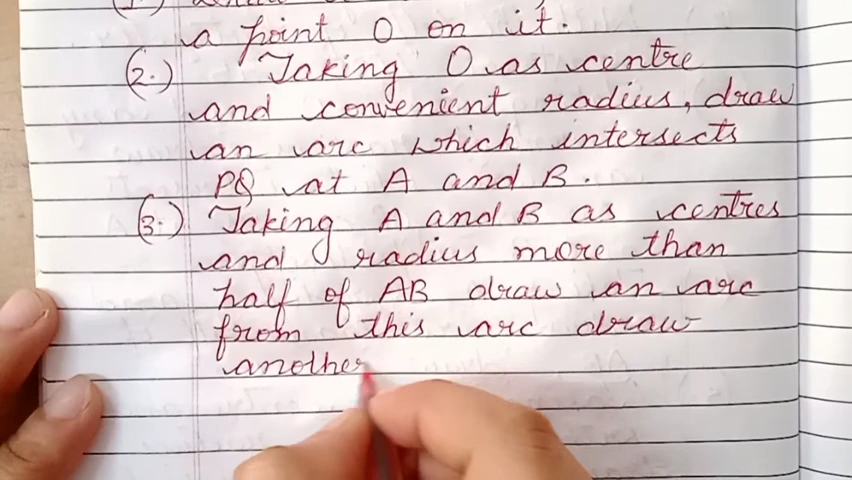 (1.)
a point O on it.
(2.) Taking O as centre
and convenient radius, draw
an arc which intersects
PQ at A and B.
(3.) Taking A and B as centres
and radius more than
half of AB draw an arc
from this arc draw
another